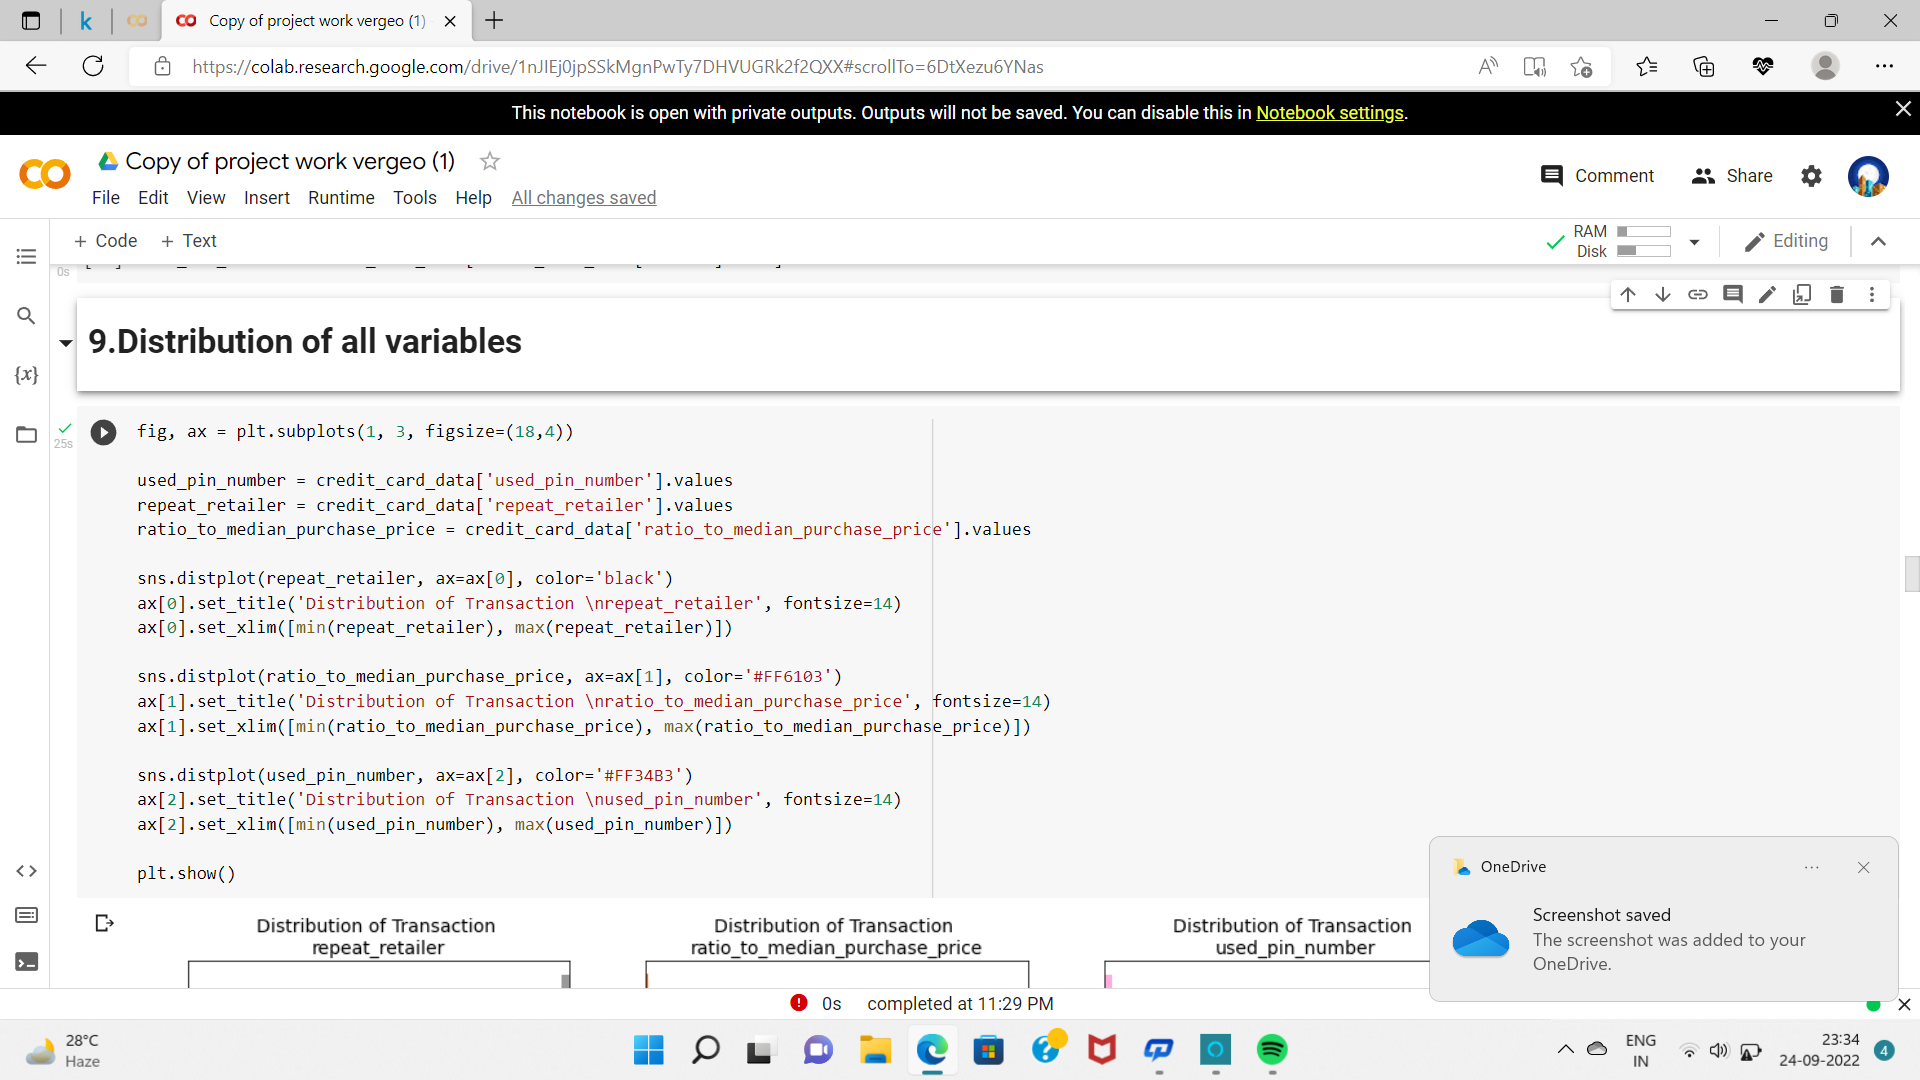 Copy of project work vergeo (1)
https://colab.research.google.com/drive/1nJIEj0jpSSkMgnPwTy7DHVUGRk2f2QXX#scrollTo=6DtXezu6YNas
This notebook is open with private outputs. Outputs will not be saved. You can disable this in Notebook settings.
Copy of project work vergeo (1)
Comment
Share
File Edit View Insert Runtime Tools Help All changes saved
+ Code + Text
RAM
Disk
Editing
0s
9.Distribution of all variables
{x}
25s
fig, ax = plt.subplots(1, 3, figsize=(18,4))
used_pin_number = credit_card_data['used_pin_number'].values
repeat_retailer = credit_card_data['repeat_retailer'].values
ratio_to_median_purchase_price = credit_card_data['ratio_to_median_purchase_price'].values
sns.distplot(repeat_retailer, ax=ax[0], color='black')
ax[0].set_title('Distribution of Transaction \nrepeat_retailer', fontsize=14)
ax[0].set_xlim([min(repeat_retailer), max(repeat_retailer)])
sns.distplot(ratio_to_median_purchase_price, ax=ax[1], color='#FF6103')
ax[1].set_title('Distribution of Transaction \nratio_to_median_purchase_price', fontsize=14)
ax[1].set_xlim([min(ratio_to_median_purchase_price), max(ratio_to_median_purchase_price)])
sns.distplot(used_pin_number, ax=ax[2], color='#FF34B3')
ax[2].set_title('Distribution of Transaction \nused_pin_number', fontsize=14)
ax[2].set_xlim([min(used_pin_number), max(used_pin_number)])
plt.show()
Distribution of Transaction
repeat_retailer
Distribution of Transaction
ratio_to_median_purchase_price
Distribution of Transaction
used_pin_number
OneDrive
Screenshot saved
The screenshot was added to your
OneDrive.
0s completed at 11:29 PM
28°C
Haze
ENG
IN
23:34
24-09-2022
4